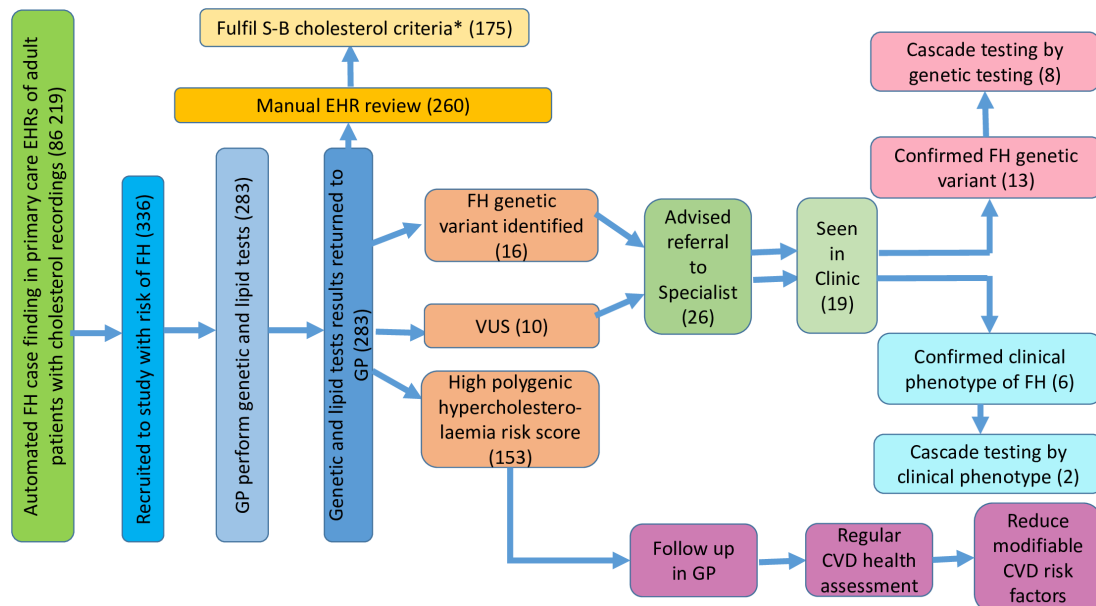 Automated FH case finding in primary care EHRs of adult
patients with cholesterol recordings (86 219)
Recruited to study with risk of FH (336)
GP perform genetic and lipid tests (283)
Genetic and lipid tests results returned to
GP (283)
Fulfil S-B cholesterol criteria* (175)
Manual EHR review (260)
FH genetic
variant identified
(16)
VUS (10)
High polygenic
hypercholestero-
laemia risk score
(153)
Advised
referral
to
Specialist
(26)
Seen
in
Clinic
(19)
Cascade testing by
genetic testing (8)
Confirmed FH genetic
variant (13)
Confirmed clinical
phenotype of FH (6)
Cascade testing by
clinical phenotype (2)
Follow up
in GP
Regular
CVD health
assessment
Reduce
modifiable
CVD risk
factors